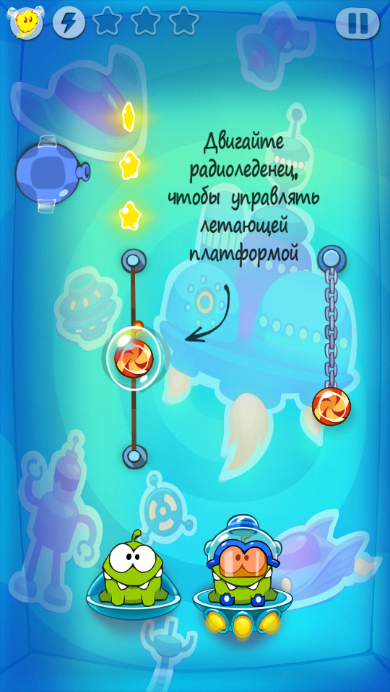 Двигайте
радиоледенец,
чтобы управлять
летающей
платформой